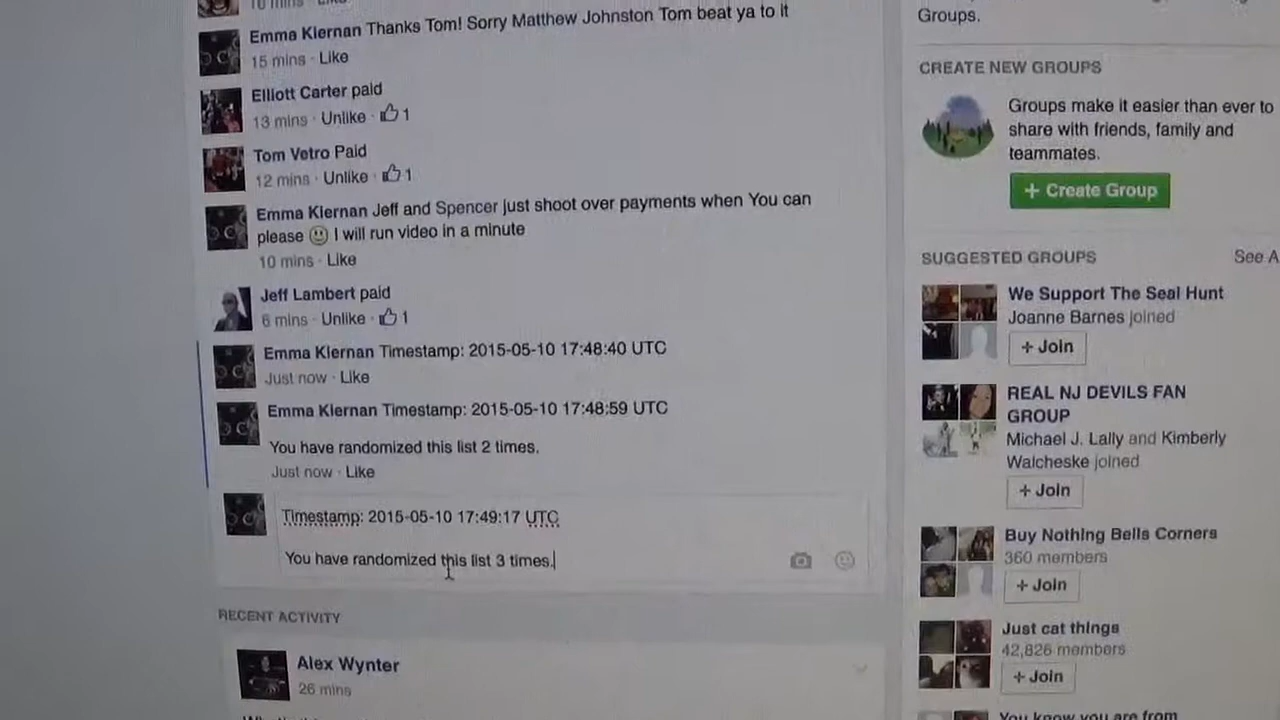 10 mins · Like
Emma Kiernan Thanks Tom! Sorry Matthew Johnston Tom beat ya to it
15 mins · Like
Elliott Carter paid
13 mins · Unlike · 1
Tom Vetro Paid
12 mins · Unlike · 1
Emma Kiernan Jeff and Spencer just shoot over payments when You can
please I will run video in a minute
10 mins · Like
Jeff Lambert paid
6 mins · Unlike · 1
Emma Kiernan Timestamp: 2015-05-10 17:48:40 UTC
Just now · Like
Emma Kiernan Timestamp: 2015-05-10 17:48:59 UTC
You have randomized this list 2 times.
Just now · Like
Timestamp: 2015-05-10 17:49:17 UTC
You have randomized this list 3 times.
RECENT ACTIVITY
Alex Wynter
26 mins
Groups.
CREATE NEW GROUPS
Groups make it easier than ever to
share with friends, family and
teammates.
+ Create Group
SUGGESTED GROUPS
See A
We Support The Seal Hunt
Joanne Barnes joined
+ Join
REAL NJ DEVILS FAN
GROUP
Michael J. Lally and Kimberly
Walcheske joined
+ Join
Buy Nothing Bells Corners
360 members
+ Join
Just cat things
42,826 members
+ Join
You know you are from